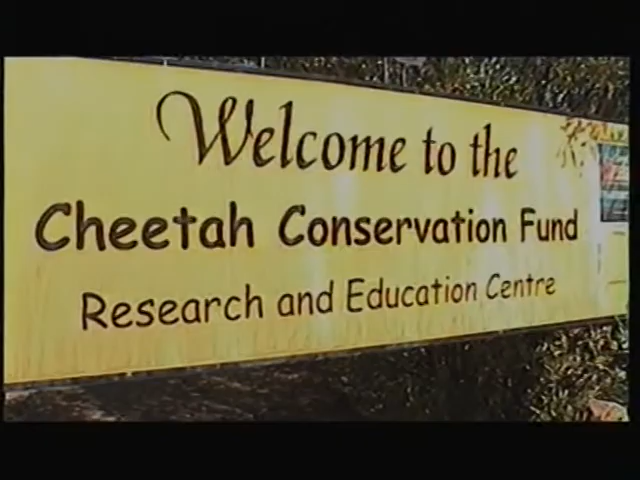 Welcome to the
Cheetah Conservation Fund
Research and Education Centre